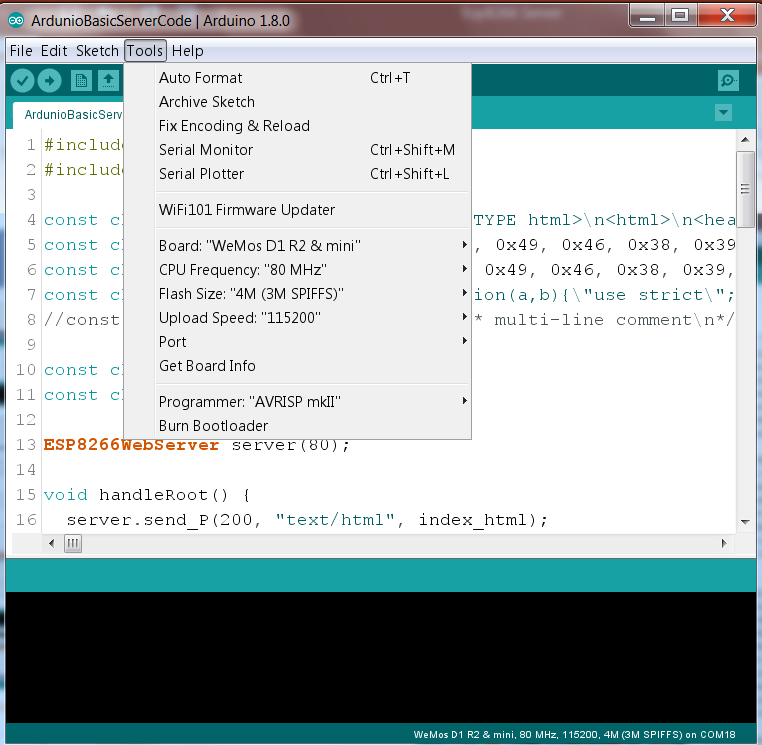 ArdunioBasicServerCode | Arduino 1.8.0
File Edit Sketch Tools Help
Auto Format Ctrl+T
Archive Sketch
Fix Encoding & Reload
Serial Monitor Ctrl+Shift+M
Serial Plotter Ctrl+Shift+L
WiFi101 Firmware Updater
Board: "WeMos D1 R2 & mini"
CPU Frequency: "80 MHz"
Flash Size: "4M (3M SPIFFS)"
Upload Speed: "115200"
Port
Get Board Info
Programmer: "AVRISP mkII"
Burn Bootloader
ArdunioBasicServ
1 #include
2 #include
3
4 const c TYPE html>\n<html>\n<hea
5 const c , 0x49, 0x46, 0x38, 0x39
6 const c 0x49, 0x46, 0x38, 0x39,
7 const c ion(a,b){\"use strict\";
8 //const * multi-line comment\n*/
9
10 const c
11 const c
12
13 ESP8266WebServer server(80);
14
15 void handleRoot() {
16 server.send_P(200, "text/html", index_html);
WeMos D1 R2 & mini, 80 MHz, 115200, 4M (3M SPIFFS) on COM18